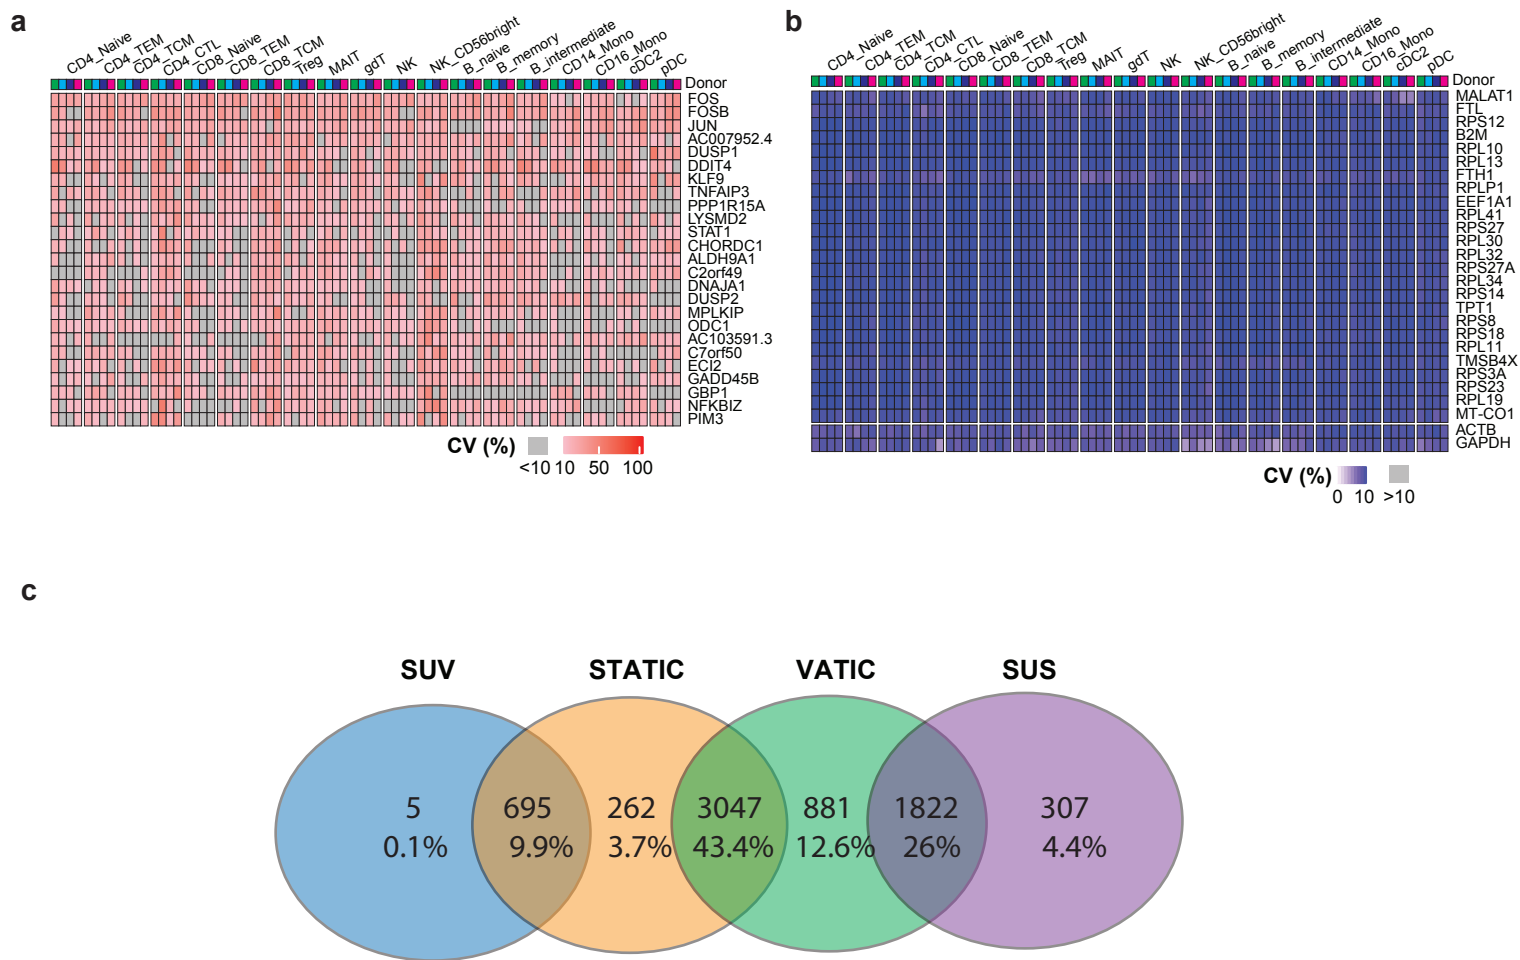 a
CD4_Naive
CD4_TEM
CD4_TCM
CD4_CTL
CD8_Naive
CD8_TEM
CD8_TCM
Treg
MAIT
gdT
NK
NK_CD56bright
B_naive
B_memory
B_intermediate
CD14_Mono
CD16_Mono
cDC2
pDC
Donor
FOS
FOSB
JUN
AC007952.4
DUSP1
DDIT4
KLF9
TNFAIP3
PPP1R15A
LYSMD2
STAT1
CHORDC1
ALDH9A1
C2orf49
DNAJA1
DUSP2
MPLKIP
ODC1
AC103591.3
C7orf50
ECI2
GADD45B
GBP1
NFKBIZ
PIM3
CV (%)
<10 10 50 100
b
CD4_Naive
CD4_TEM
CD4_TCM
CD4_CTL
CD8_Naive
CD8_TEM
CD8_TCM
Treg
MAIT
gdT
NK
NK_CD56bright
B_naive
B_memory
B_intermediate
CD14_Mono
CD16_Mono
cDC2
pDC
Donor
MALAT1
FTL
RPS12
B2M
RPL10
RPL13
FTH1
RPLP1
EEF1A1
RPL41
RPS27
RPL30
RPL32
RPS27A
RPL34
RPS14
TPT1
RPS8
RPS18
RPL11
TMSB4X
RPS3A
RPS23
RPL19
MT-CO1
ACTB
GAPDH
CV (%)
0 10 >10
c
SUV STATIC VATIC SUS
5 695 262 3047 881 1822 307
0.1% 9.9% 3.7% 43.4% 12.6% 26% 4.4%